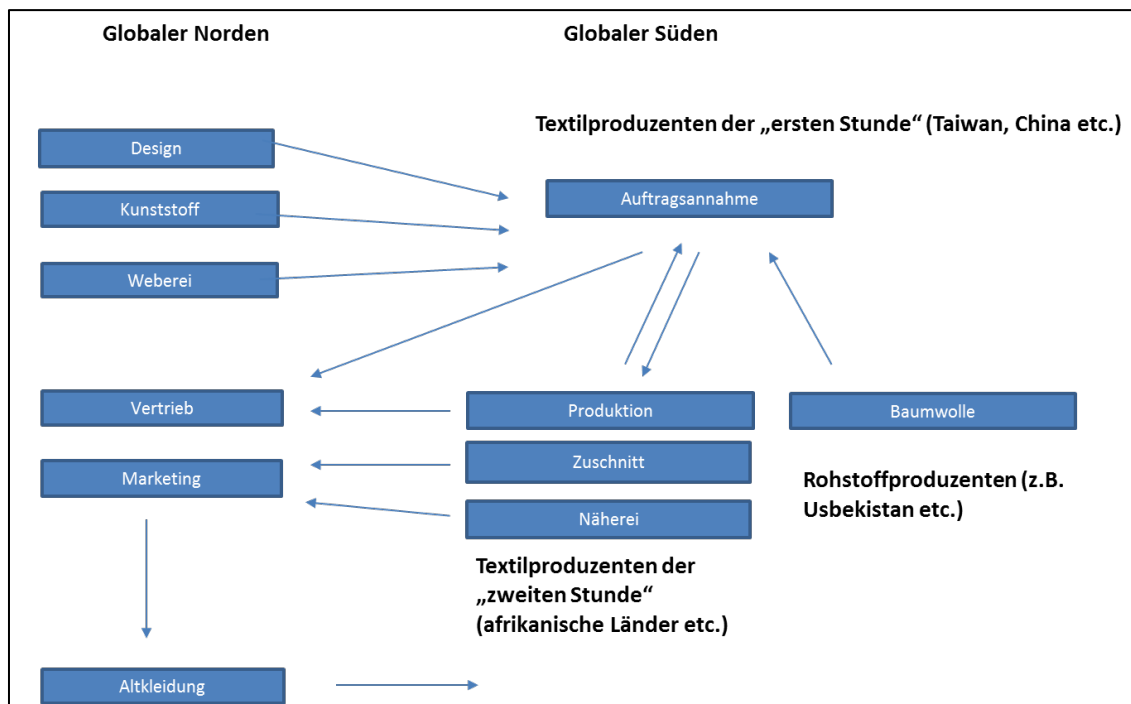 Globaler Norden
Globaler Süden
Textilproduzenten der „ersten Stunde“ (Taiwan, China etc.)
Design
Auftragsannahme
Kunststoff
Weberei
Vertrieb
Produktion
Baumwolle
Marketing
Zuschnitt
Rohstoffproduzenten (z.B.
Usbekistan etc.)
Näherei
Textilproduzenten der
„zweiten Stunde“
(afrikanische Länder etc.)
Altkleidung